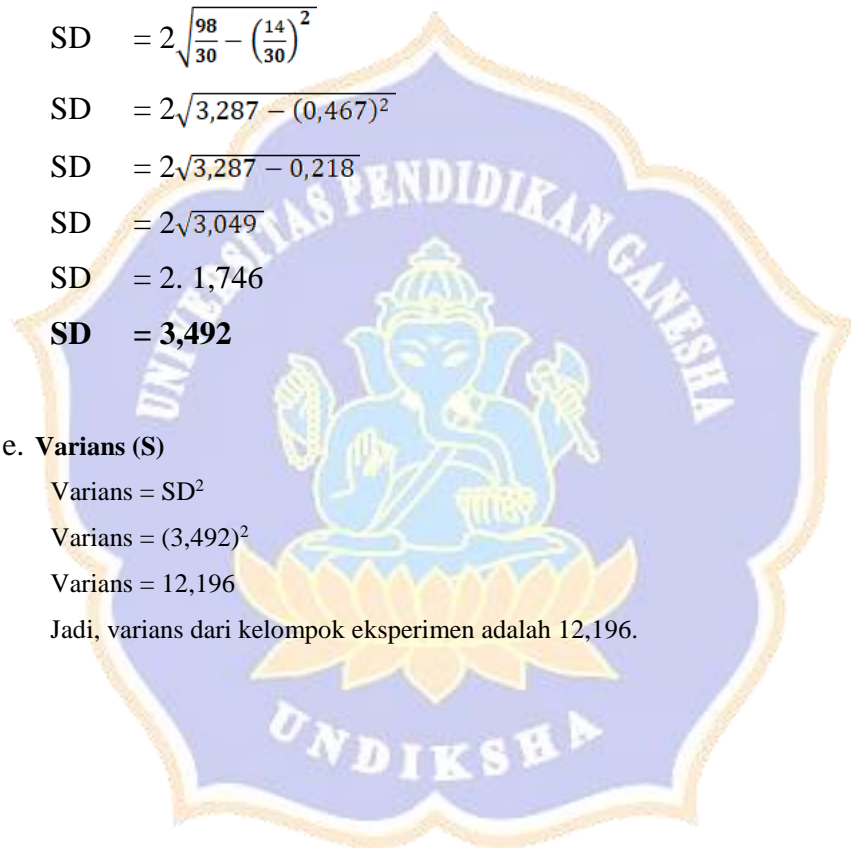 SD = 2√(98/30 − (14/30)²)
SD = 2√(3,287 − (0,467)²)
SD = 2√(3,287 − 0,218)
SD = 2√3,049
SD = 2. 1,746
SD = 3,492
e. Varians (S)
Varians = SD²
Varians = (3,492)²
Varians = 12,196
Jadi, varians dari kelompok eksperimen adalah 12,196.
UNIVERSITAS PENDIDIKAN GANESHA
UNDIKSHA